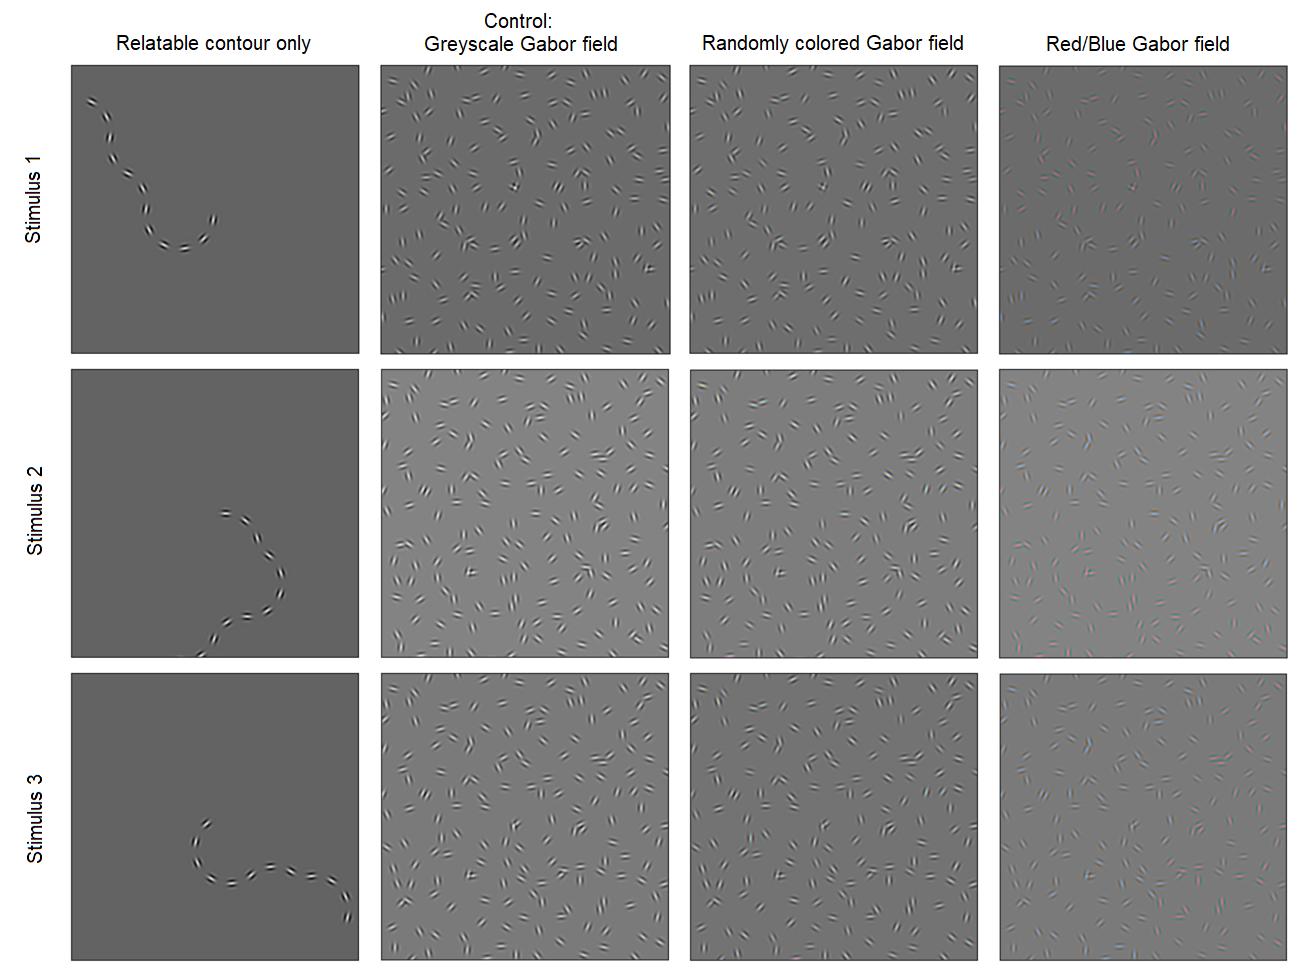 Control:
Relatable contour only
Greyscale Gabor field
Randomly colored Gabor field
Red/Blue Gabor field
Stimulus 1
Stimulus 2
Stimulus 3